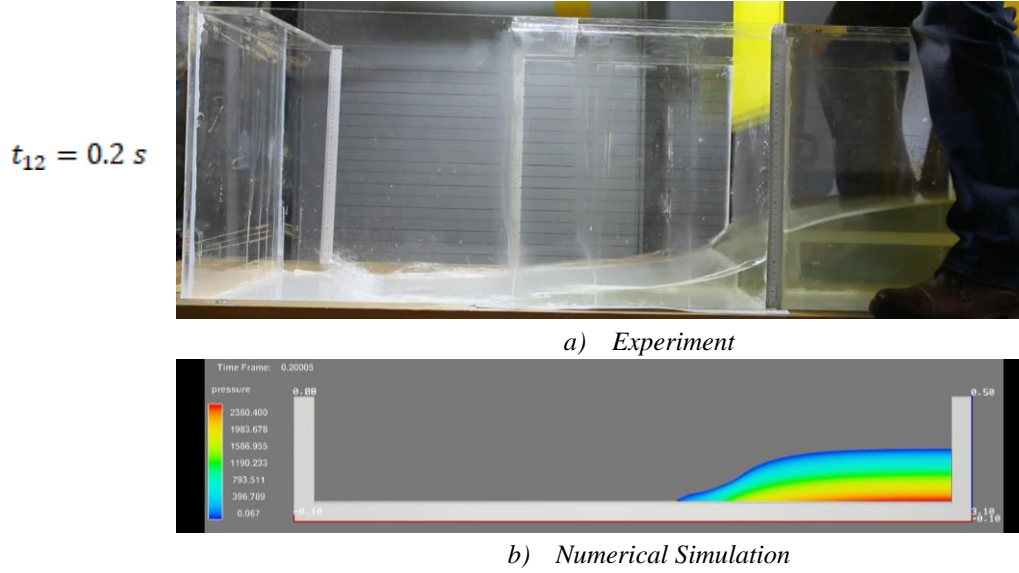 t₁₂ = 0.2 s
a) Experiment
Time Frame: 0.20005
pressure
0.08
0.50
2380.400
1983.678
1586.955
1190.233
793.511
396.789
0.067
-0.10
3.10
-0.10
b) Numerical Simulation